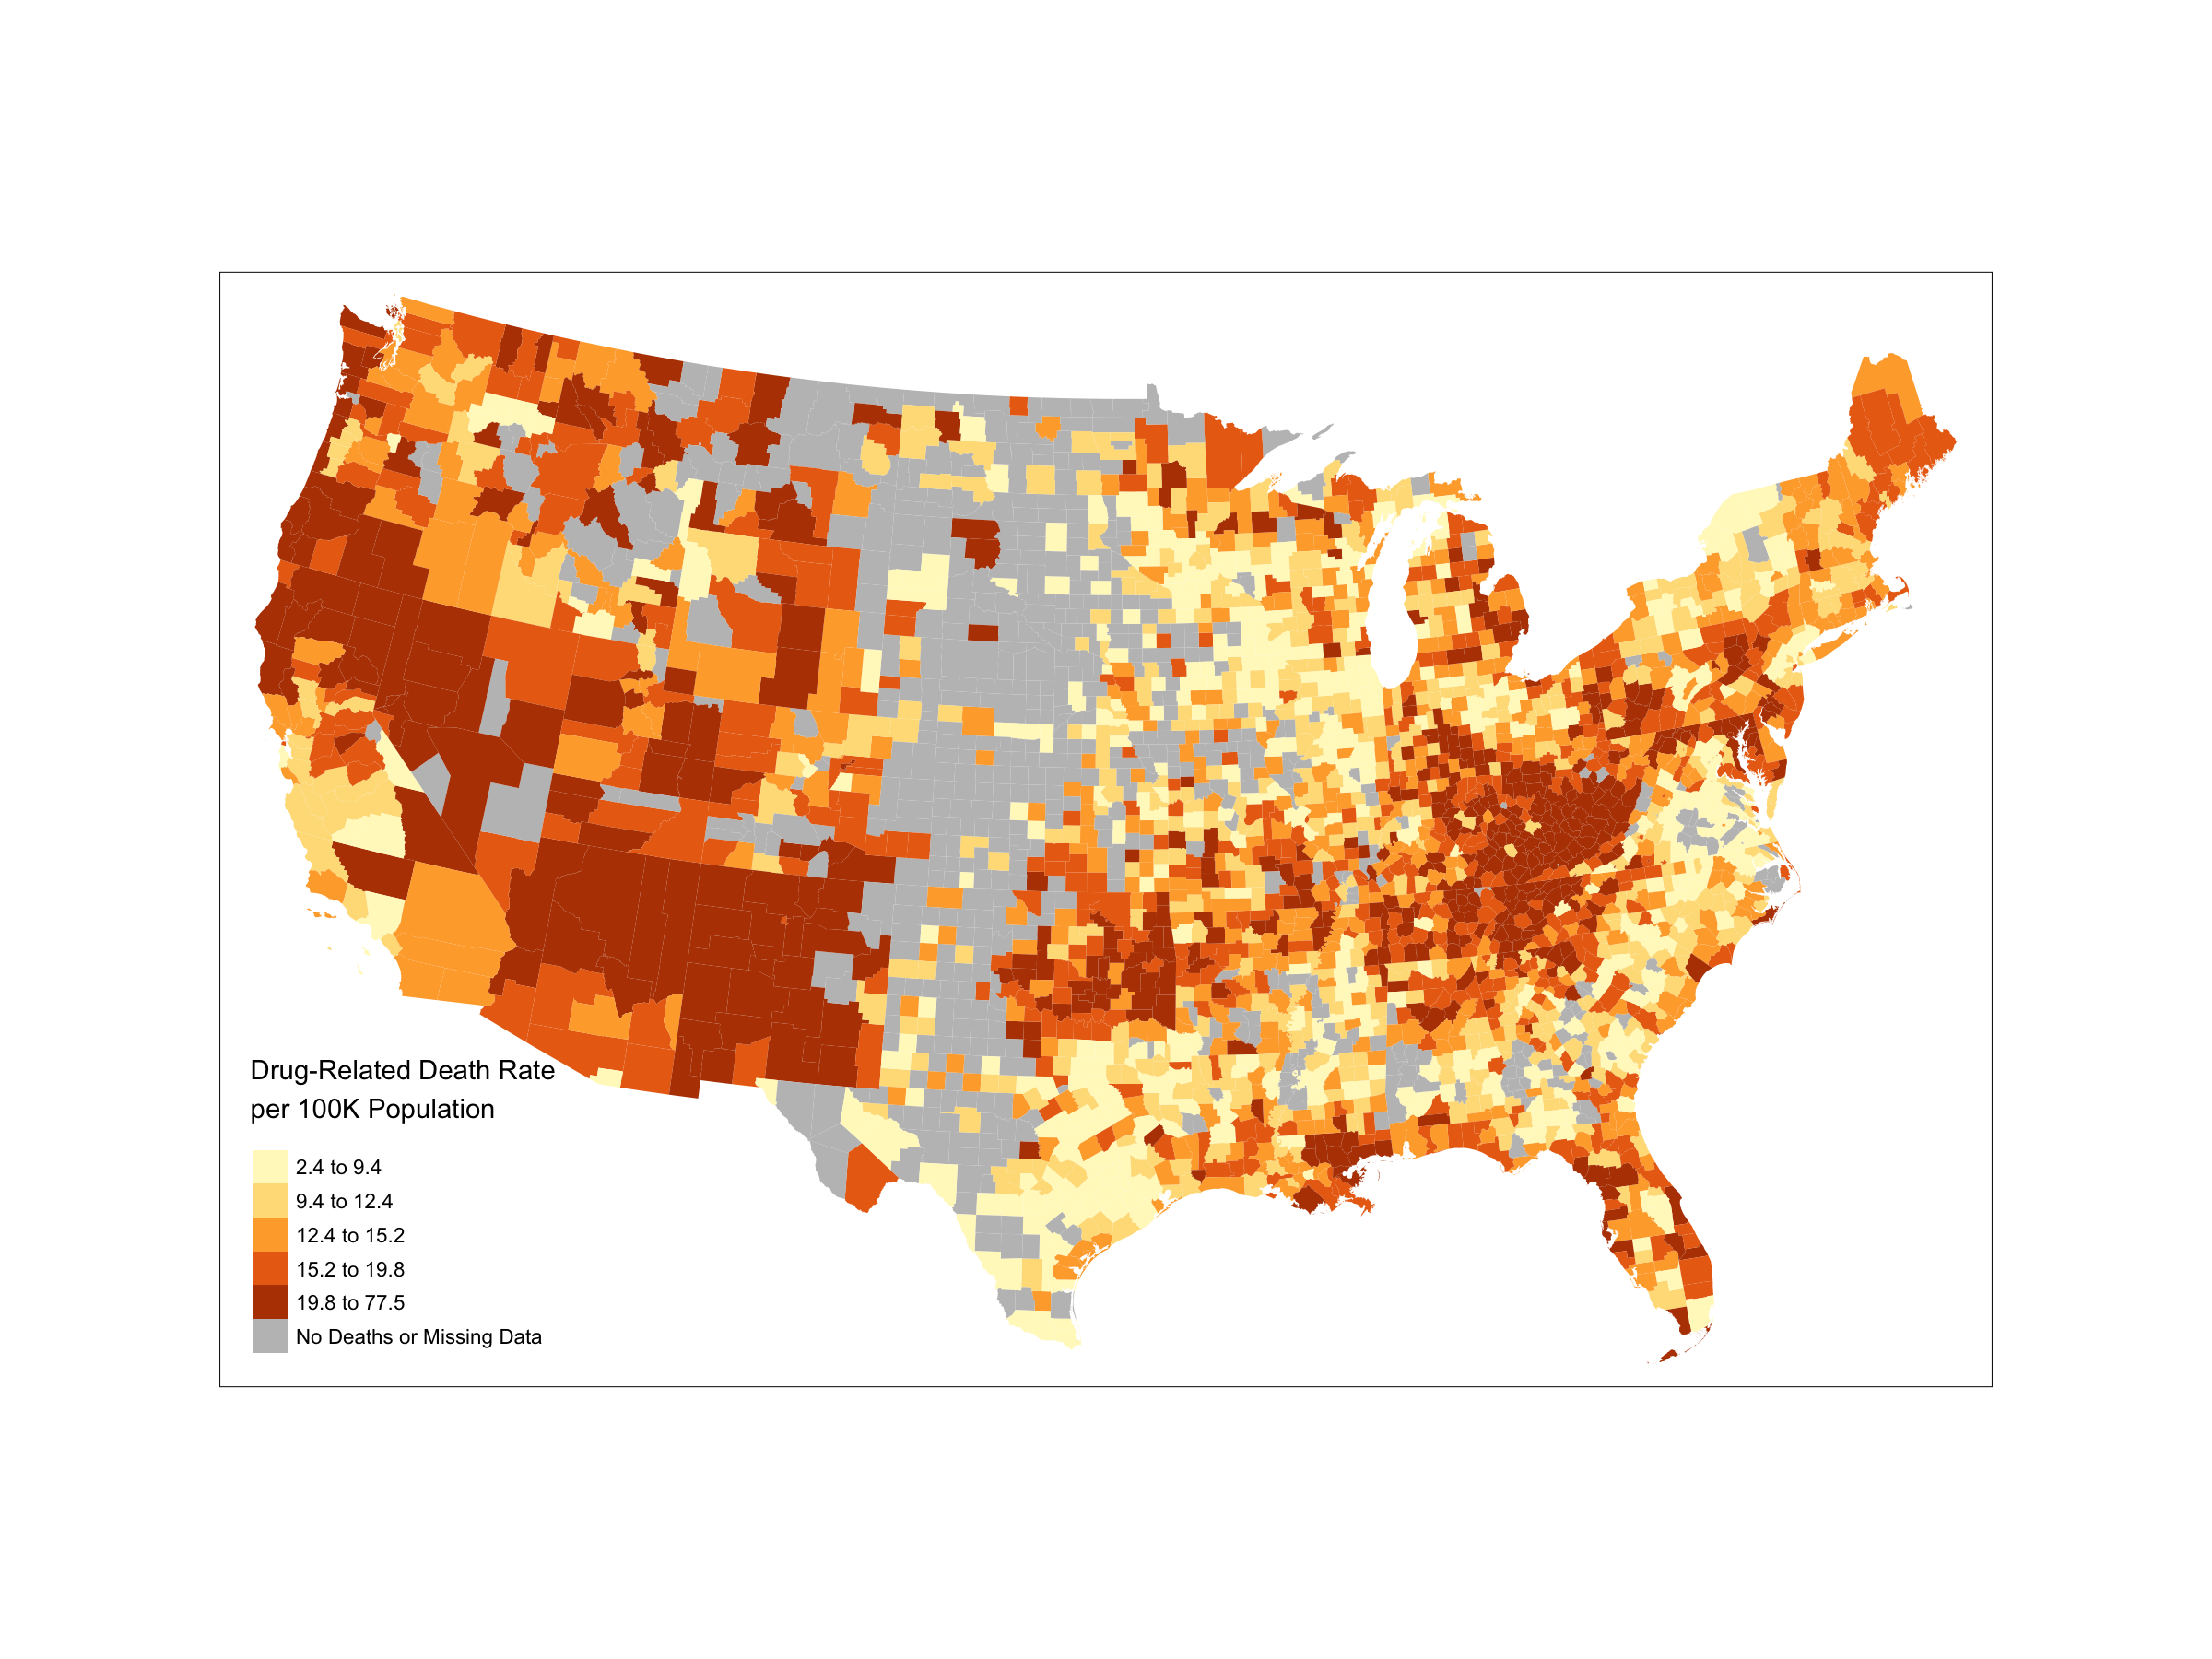 Drug-Related Death Rate
per 100K Population
2.4 to 9.4
9.4 to 12.4
12.4 to 15.2
15.2 to 19.8
19.8 to 77.5
No Deaths or Missing Data